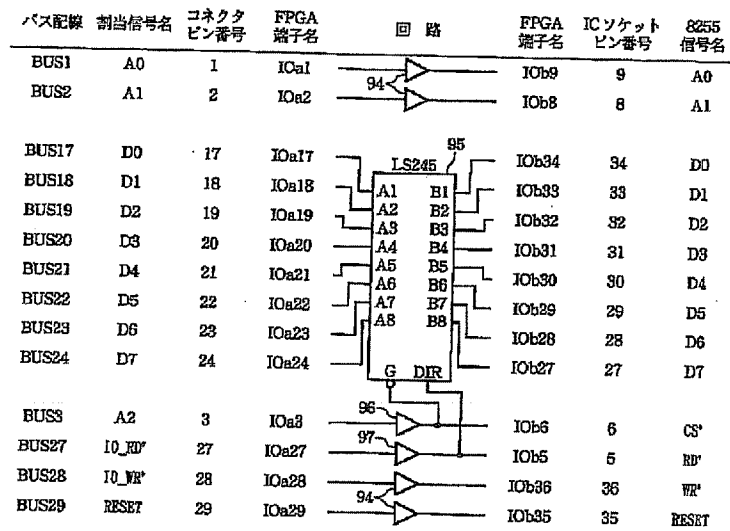 バス配線 割当信号名 コネクタピン番号 FPGA端子名 回路 FPGA端子名 ICソケットピン番号 8255信号名
BUS1 A0 1 IOa1 IOb9 9 A0
94
BUS2 A1 2 IOa2 IOb8 8 A1
95
LS245
BUS17 D0 17 IOa17 A1 B1 IOb34 34 D0
BUS18 D1 18 IOa18 A2 B2 IOb33 33 D1
BUS19 D2 19 IOa19 A3 B3 IOb32 32 D2
BUS20 D3 20 IOa20 A4 B4 IOb31 31 D3
BUS21 D4 21 IOa21 A5 B5 IOb30 30 D4
BUS22 D5 22 IOa22 A6 B6 IOb29 29 D5
BUS23 D6 23 IOa23 A7 B7 IOb28 28 D6
BUS24 D7 24 IOa24 A8 B8 IOb27 27 D7
G DIR
96
BUS3 A2 3 IOa3 IOb6 6 CS*
97
BUS27 IO_RD* 27 IOa27 IOb5 5 RD*
BUS28 IO_WR* 28 IOa28 IOb36 36 WR*
94
BUS29 RESET 29 IOa29 IOb35 35 RESET